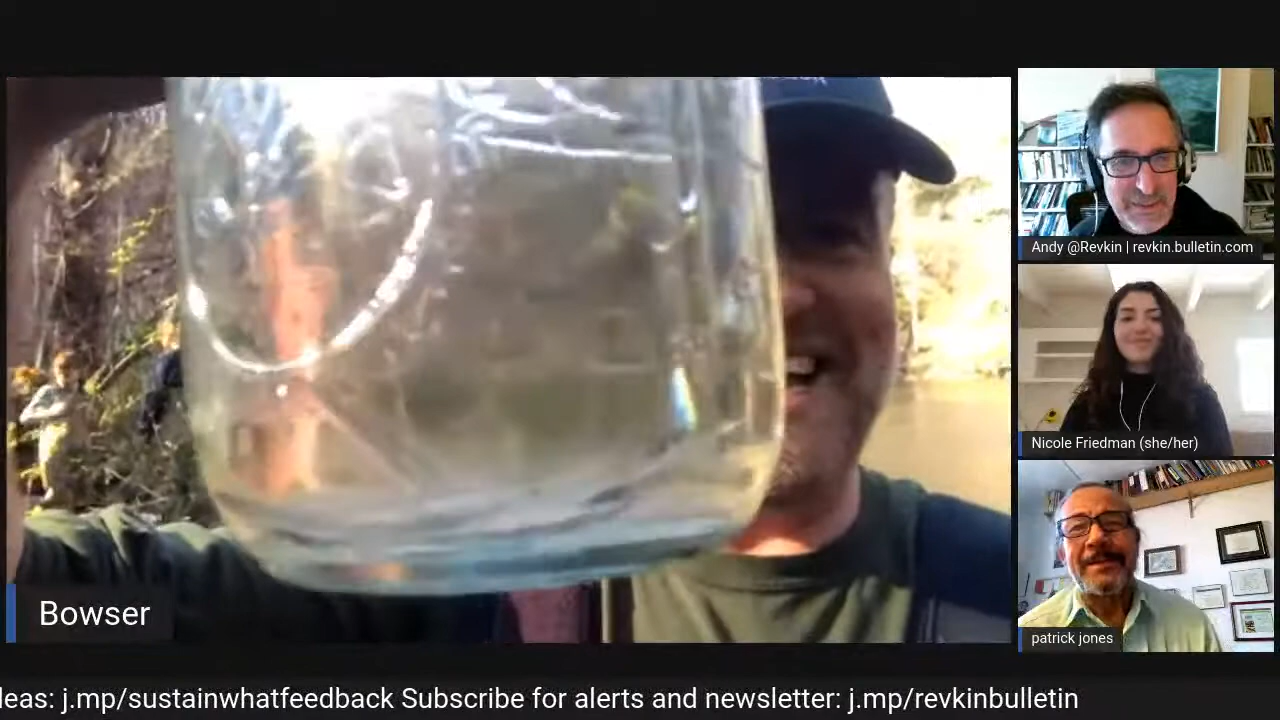 Andy @Revkin | revkin.bulletin.com
Nicole Friedman (she/her)
Bowser
patrick jones
deas: j.mp/sustainwhatfeedback Subscribe for alerts and newsletter: j.mp/revkinbulletin